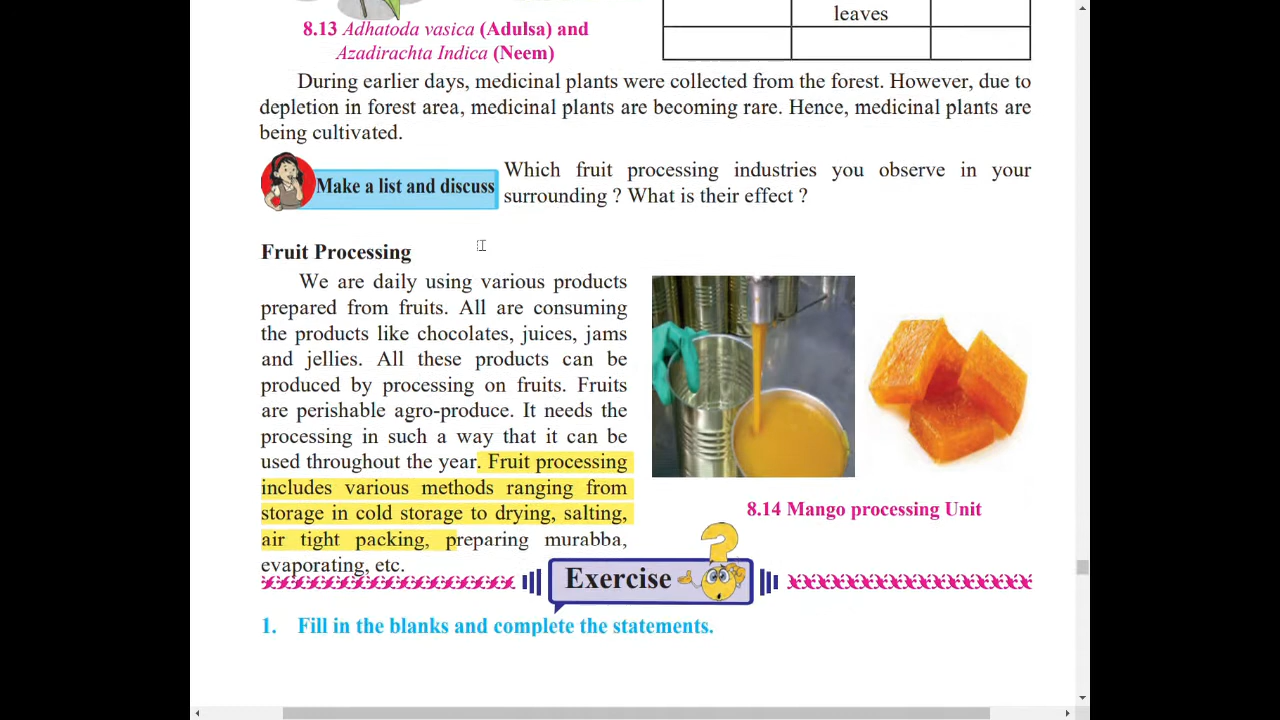 leaves
8.13 Adhatoda vasica (Adulsa) and
Azadirachta Indica (Neem)
During earlier days, medicinal plants were collected from the forest. However, due to
depletion in forest area, medicinal plants are becoming rare. Hence, medicinal plants are
being cultivated.
Make a list and discuss
Which fruit processing industries you observe in your
surrounding ? What is their effect ?
Fruit Processing
We are daily using various products
prepared from fruits. All are consuming
the products like chocolates, juices, jams
and jellies. All these products can be
produced by processing on fruits. Fruits
are perishable agro-produce. It needs the
processing in such a way that it can be
used throughout the year. Fruit processing
includes various methods ranging from
storage in cold storage to drying, salting,
air tight packing, preparing murabba,
evaporating, etc.
8.14 Mango processing Unit
Exercise
1. Fill in the blanks and complete the statements.